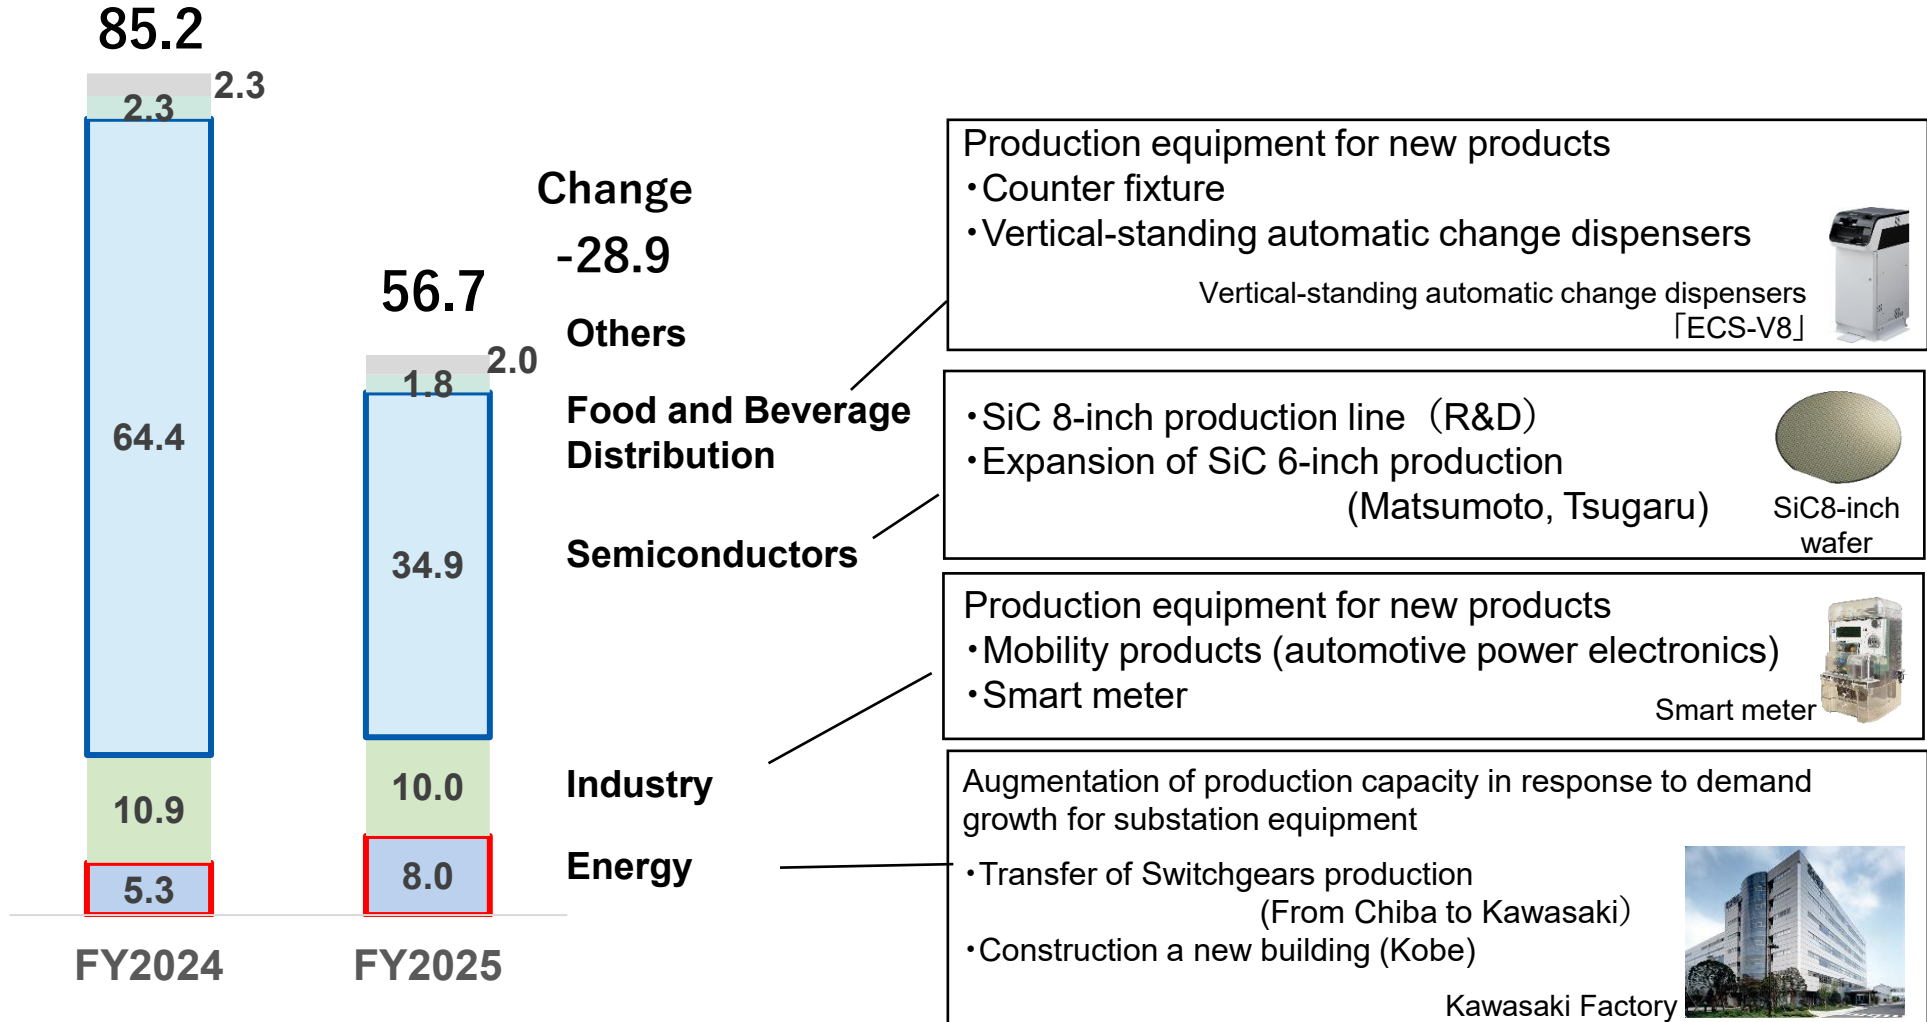 85.2
2.3
2.3
64.4
10.9
5.3
FY2024
56.7
2.0
1.8
34.9
10.0
8.0
FY2025
Change
-28.9
Others
Food and Beverage
Distribution
Semiconductors
Industry
Energy
Production equipment for new products
・Counter fixture
・Vertical-standing automatic change dispensers
Vertical-standing automatic change dispensers
「ECS-V8」
・SiC 8-inch production line（R&D）
・Expansion of SiC 6-inch production
(Matsumoto, Tsugaru)
SiC8-inch
wafer
Production equipment for new products
・Mobility products (automotive power electronics)
・Smart meter
Smart meter
Augmentation of production capacity in response to demand
growth for substation equipment
・Transfer of Switchgears production
(From Chiba to Kawasaki）
・Construction a new building (Kobe)
Kawasaki Factory